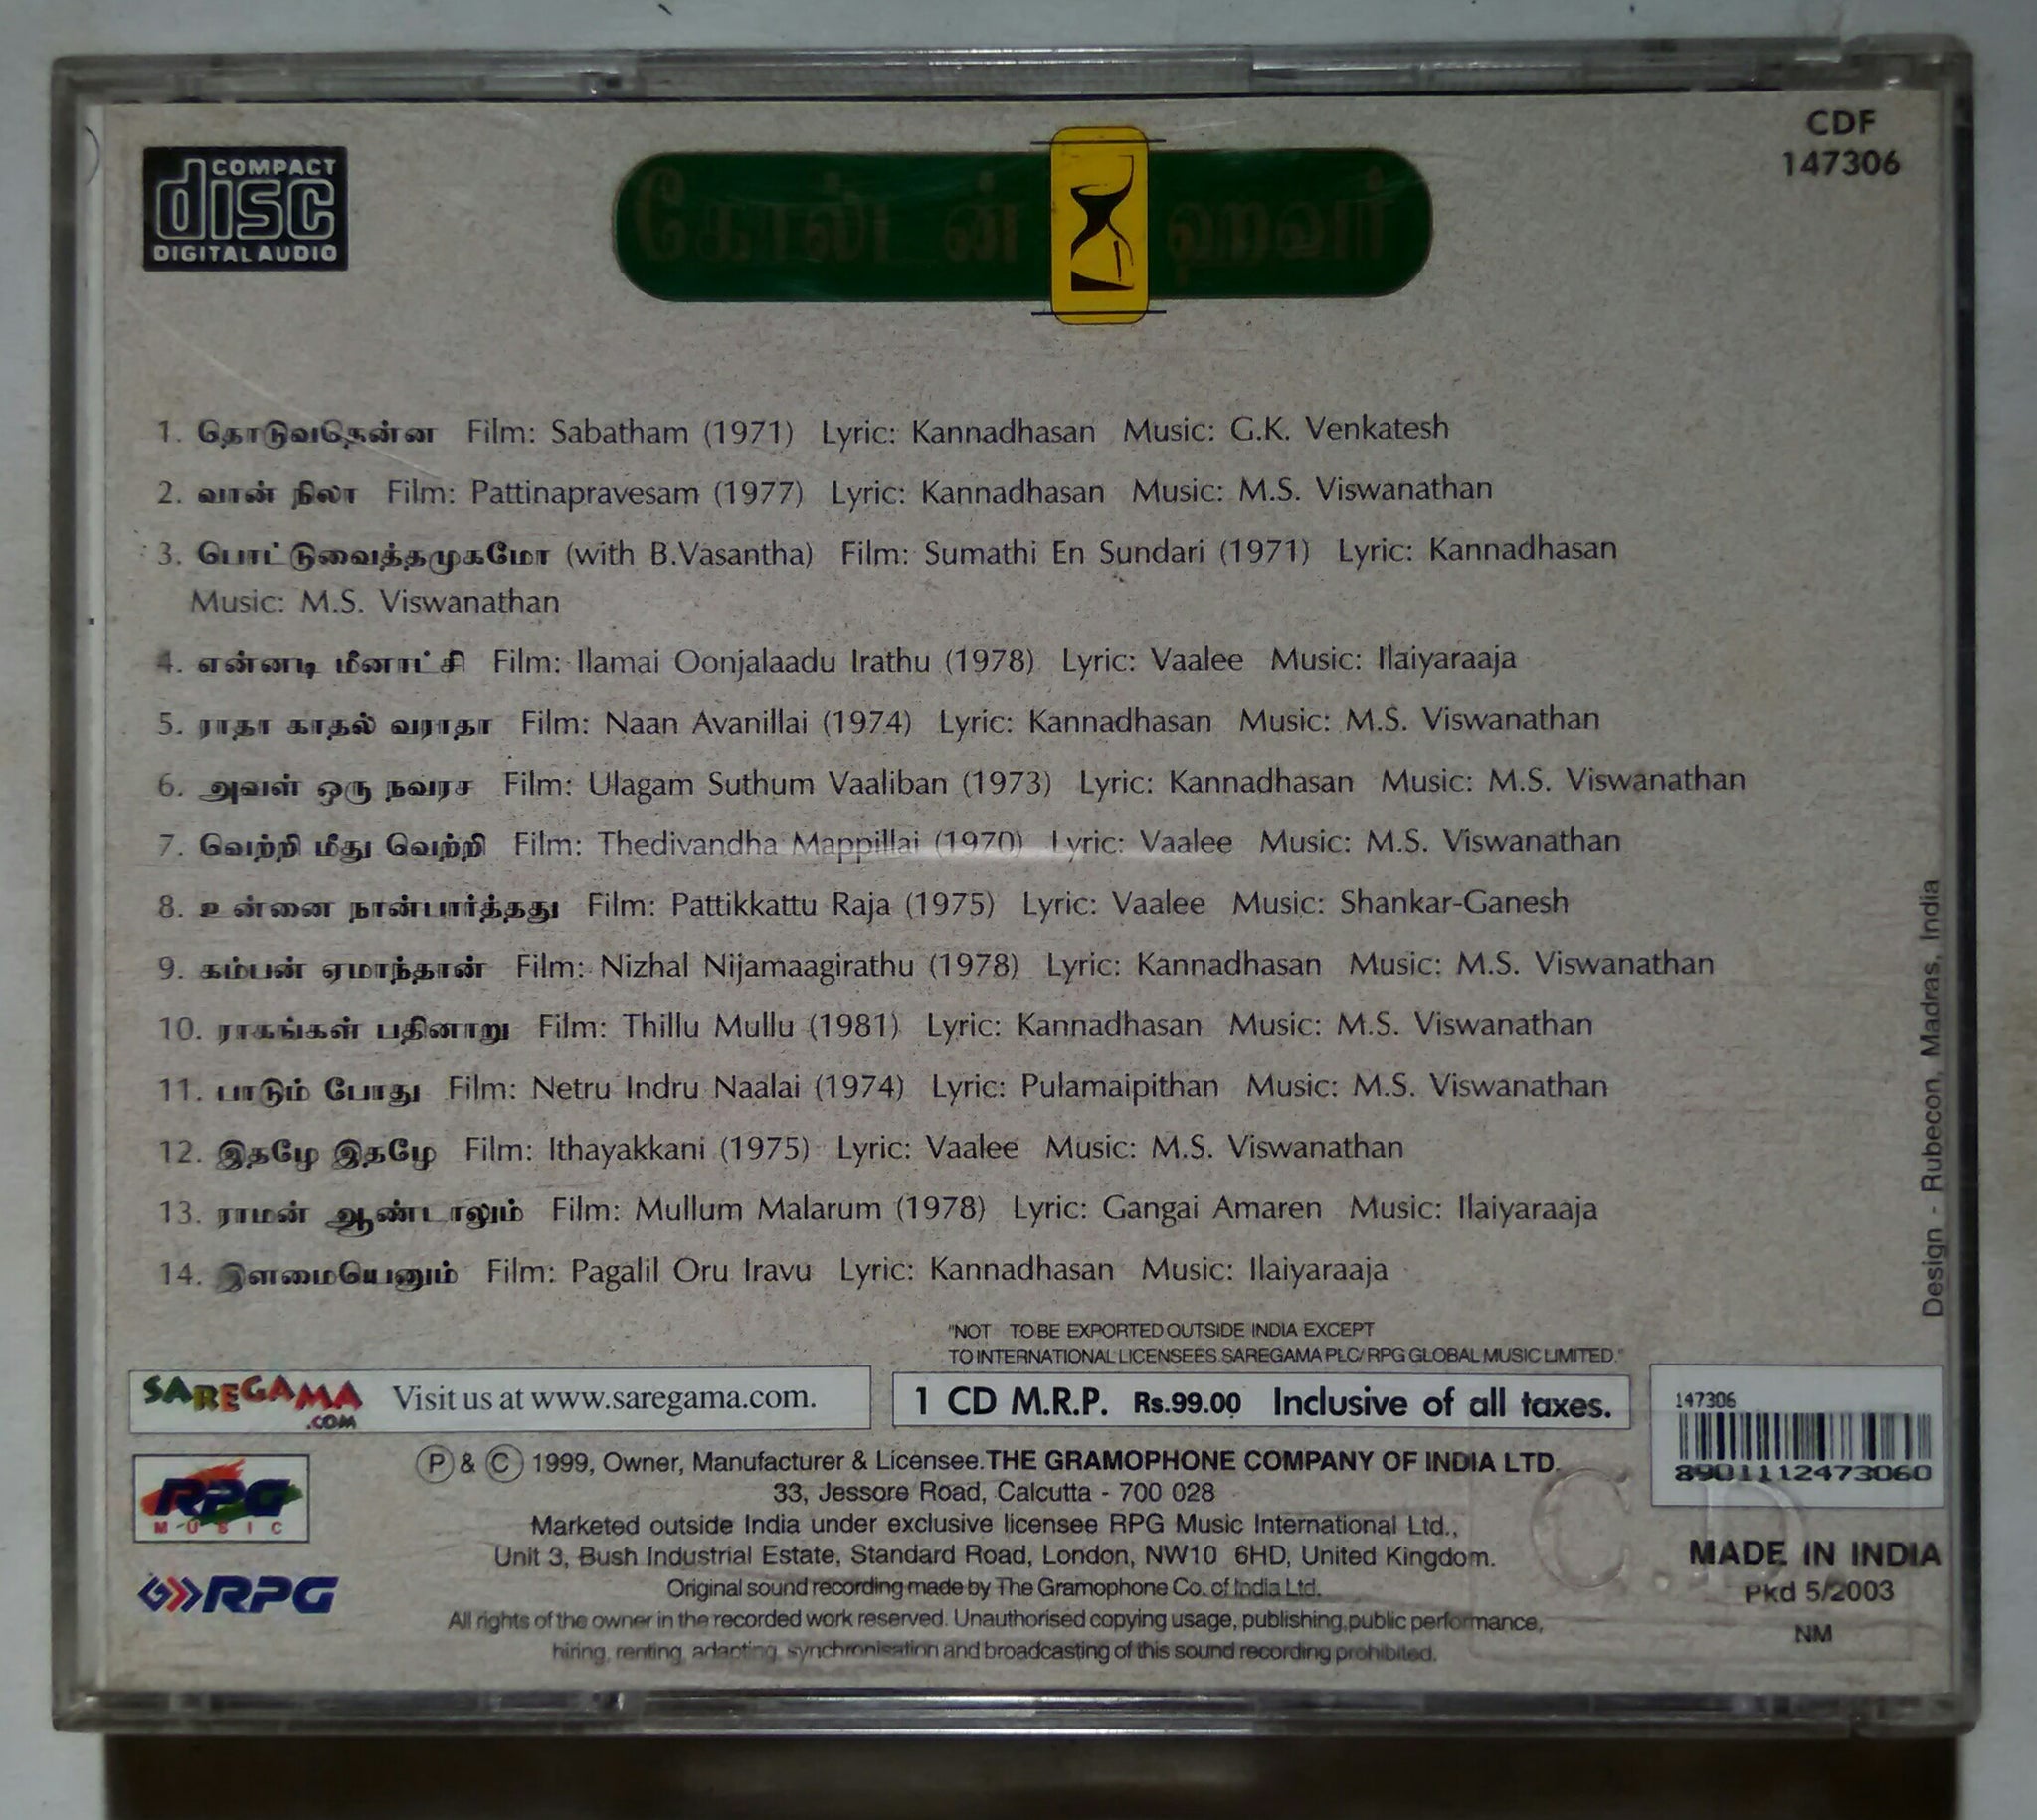 COMPACT
disc
DIGITAL AUDIO
கோல்டன் ஹவர்
CDF
147306
1. தொடுவதென்ன Film: Sabatham (1971) Lyric: Kannadhasan Music: G.K. Venkatesh
2. வான் நிலா Film: Pattinapravesam (1977) Lyric: Kannadhasan Music: M.S. Viswanathan
3. பொட்டுவைத்தமுகமோ (with B.Vasantha) Film: Sumathi En Sundari (1971) Lyric: Kannadhasan
Music: M.S. Viswanathan
4. என்னடி மீனாட்சி Film: Ilamai Oonjalaadu Irathu (1978) Lyric: Vaalee Music: Ilaiyaraaja
5. ராதா காதல் வராதா Film: Naan Avanillai (1974) Lyric: Kannadhasan Music: M.S. Viswanathan
6. அவள் ஒரு நவரச Film: Ulagam Suthum Vaaliban (1973) Lyric: Kannadhasan Music: M.S. Viswanathan
7. வெற்றி மீது வெற்றி Film: Thedivandha Mappillai (1970) Lyric: Vaalee Music: M.S. Viswanathan
8. உன்னை நான்பார்த்தது Film: Pattikkattu Raja (1975) Lyric: Vaalee Music: Shankar-Ganesh
9. கம்பன் ஏமாந்தான் Film: Nizhal Nijamaagirathu (1978) Lyric: Kannadhasan Music: M.S. Viswanathan
10. ராகங்கள் பதினாறு Film: Thillu Mullu (1981) Lyric: Kannadhasan Music: M.S. Viswanathan
11. பாடும் போது Film: Netru Indru Naalai (1974) Lyric: Pulamaipithan Music: M.S. Viswanathan
12. இதழே இதழே Film: Ithayakkani (1975) Lyric: Vaalee Music: M.S. Viswanathan
13. ராமன் ஆண்டாலும் Film: Mullum Malarum (1978) Lyric: Gangai Amaren Music: Ilaiyaraaja
14. இளமையெனும் Film: Pagalil Oru Iravu Lyric: Kannadhasan Music: Ilaiyaraaja
Design - Rubecon, Madras, India
"NOT TO BE EXPORTED OUTSIDE INDIA EXCEPT
TO INTERNATIONAL LICENSEES SAREGAMA PLC/RPG GLOBAL MUSIC LIMITED."
SAREGAMA.COM Visit us at www.saregama.com.
1 CD M.R.P. Rs.99.00 Inclusive of all taxes.
147306
8901112473060
RPG
MUSIC
RPG
Ⓟ & Ⓒ 1999, Owner, Manufacturer & Licensee.THE GRAMOPHONE COMPANY OF INDIA LTD.
33, Jessore Road, Calcutta - 700 028
Marketed outside India under exclusive licensee RPG Music International Ltd.,
Unit 3, Bush Industrial Estate, Standard Road, London, NW10 6HD, United Kingdom.
Original sound recording made by The Gramophone Co. of India Ltd.
All rights of the owner in the recorded work reserved. Unauthorised copying usage, publishing,public performance,
hiring, renting, adapting, synchronisation and broadcasting of this sound recording prohibited.
C.D
MADE IN INDIA
Pkd 5/2003
NM